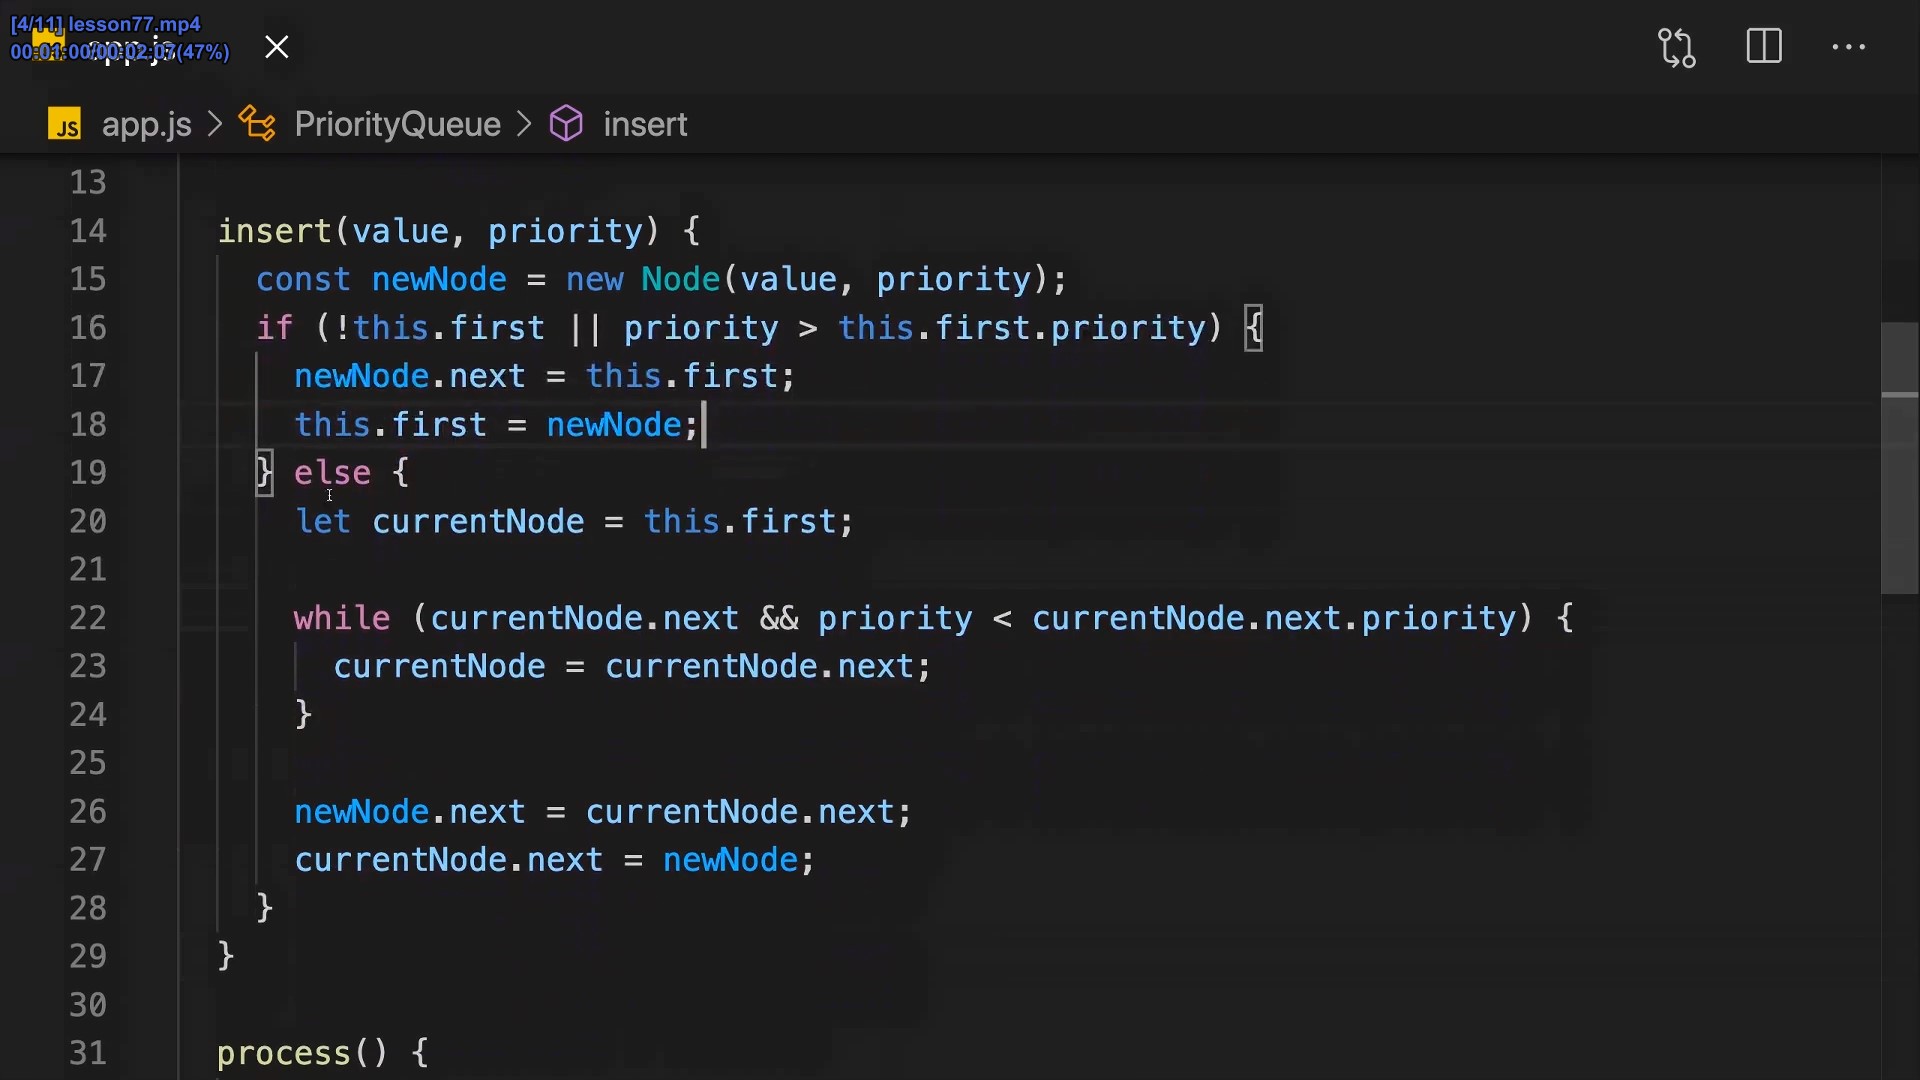 [4/11] lesson77.mp4
00:01:00/00:02:07(47%)
app.js
JS app.js > PriorityQueue > insert
13
14 insert(value, priority) {
15 const newNode = new Node(value, priority);
16 if (!this.first || priority > this.first.priority) {
17 newNode.next = this.first;
18 this.first = newNode;
19 } else {
20 let currentNode = this.first;
21
22 while (currentNode.next && priority < currentNode.next.priority) {
23 currentNode = currentNode.next;
24 }
25
26 newNode.next = currentNode.next;
27 currentNode.next = newNode;
28 }
29 }
30
31 process() {